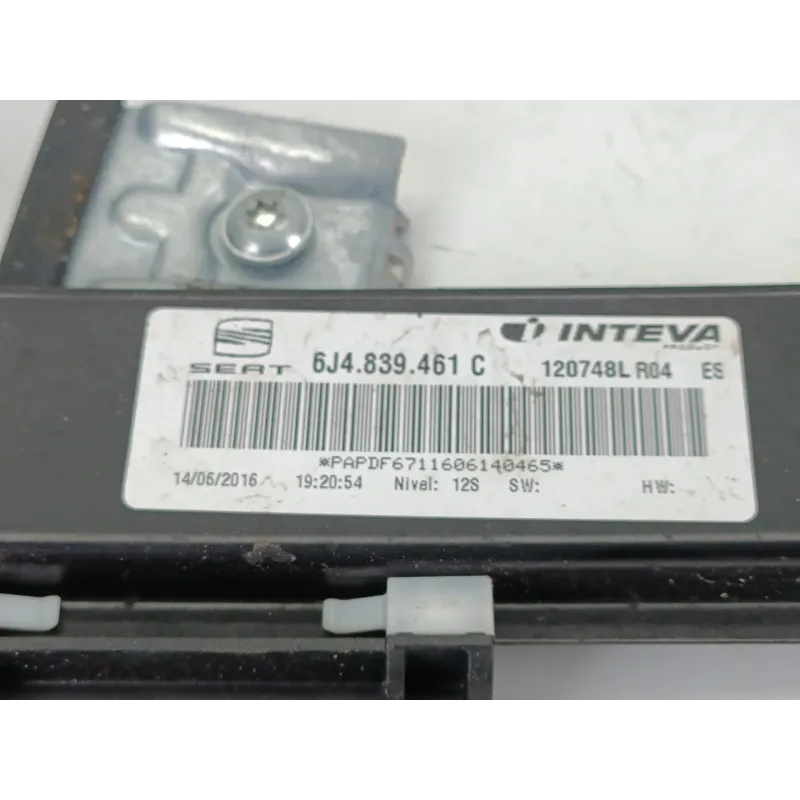 SEAT 6J4.839.461 C
INTEVA
PRODUCTS
120748L R04 ES
*PAPDF6711606140465*
14/06/2016 19:20:54 Nivel: 12S SW: HW: